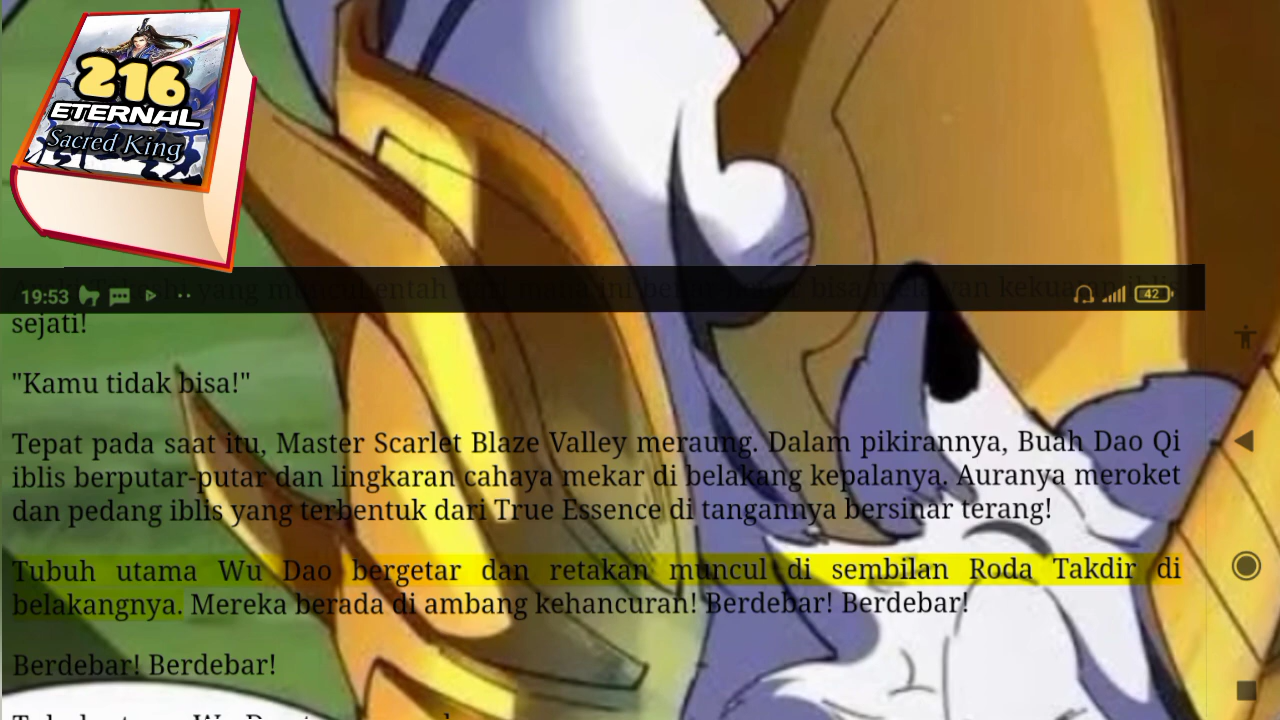 216
ETERNAL
Sacred King
19:53
42
sejati!
"Kamu tidak bisa!"
Tepat pada saat itu, Master Scarlet Blaze Valley meraung. Dalam pikirannya, Buah Dao Qi
iblis berputar-putar dan lingkaran cahaya mekar di belakang kepalanya. Auranya meroket
dan pedang iblis yang terbentuk dari True Essence di tangannya bersinar terang!
Tubuh utama Wu Dao bergetar dan retakan muncul di sembilan Roda Takdir di
belakangnya. Mereka berada di ambang kehancuran! Berdebar! Berdebar!
Berdebar! Berdebar!